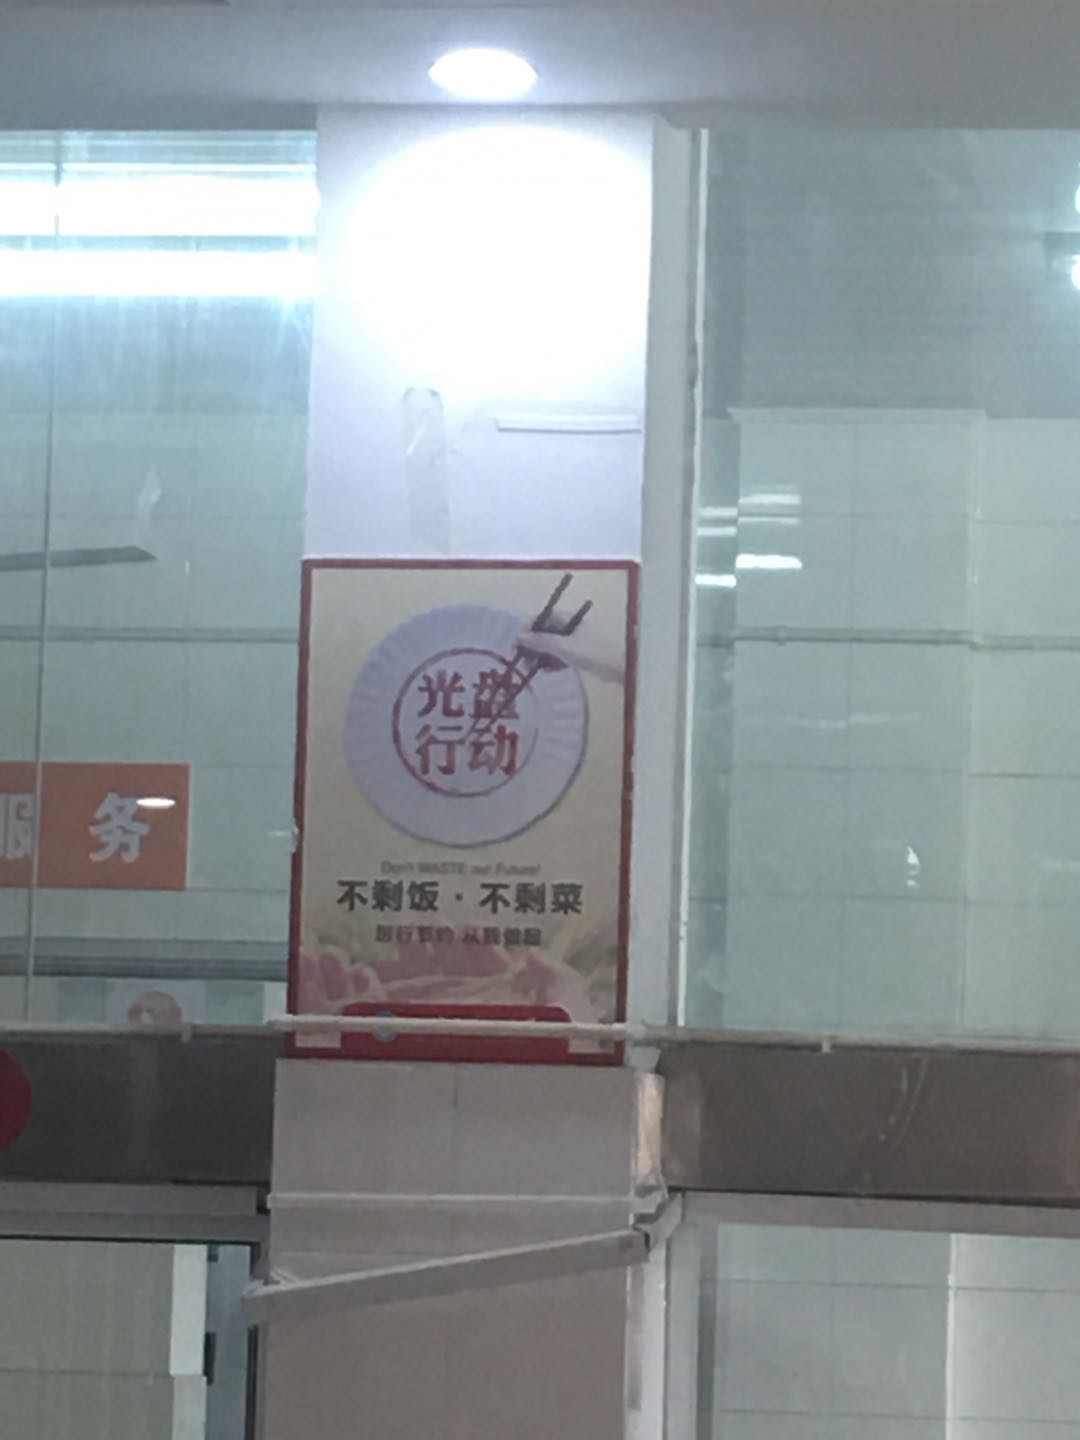 光盘
行动
Don't WASTE our Future!
不剩饭·不剩菜
厉行节约 从我做起
服务